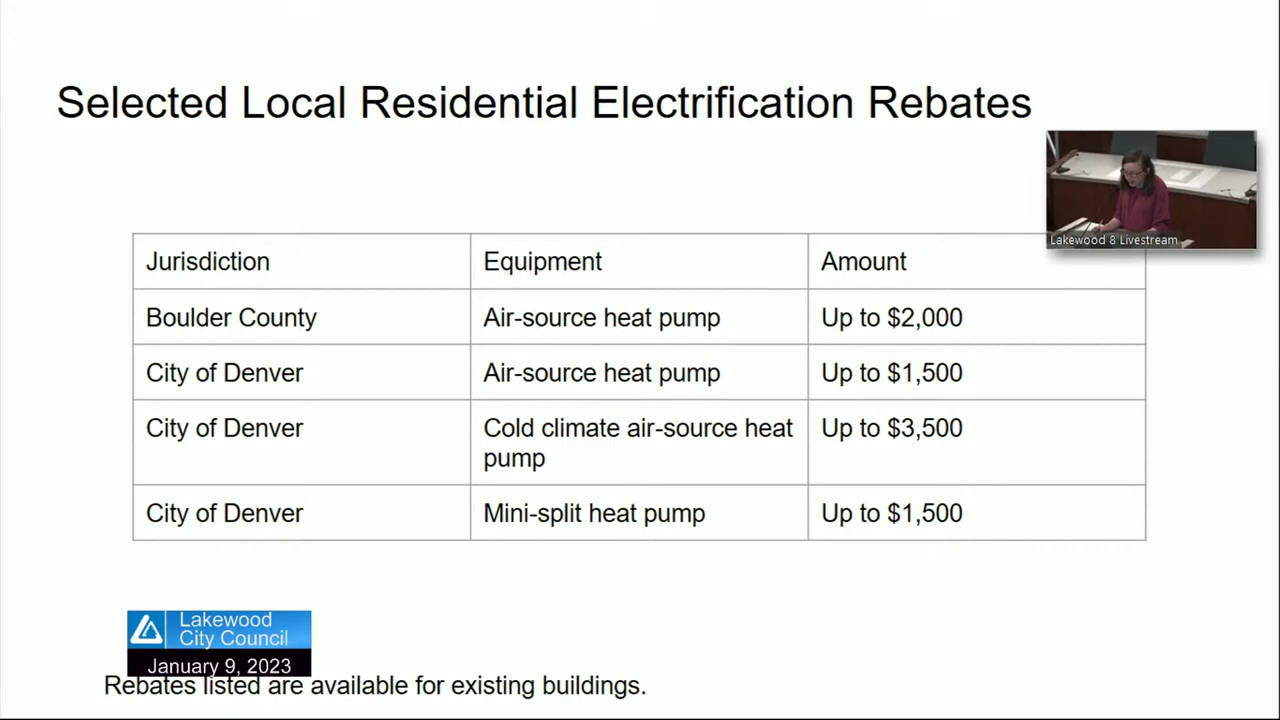 Selected Local Residential Electrification Rebates
Lakewood 8 Livestream
Jurisdiction Equipment Amount
Boulder County Air-source heat pump Up to $2,000
City of Denver Air-source heat pump Up to $1,500
City of Denver Cold climate air-source heat Up to $3,500
pump
City of Denver Mini-split heat pump Up to $1,500
Lakewood
City Council
January 9, 2023
Rebates listed are available for existing buildings.